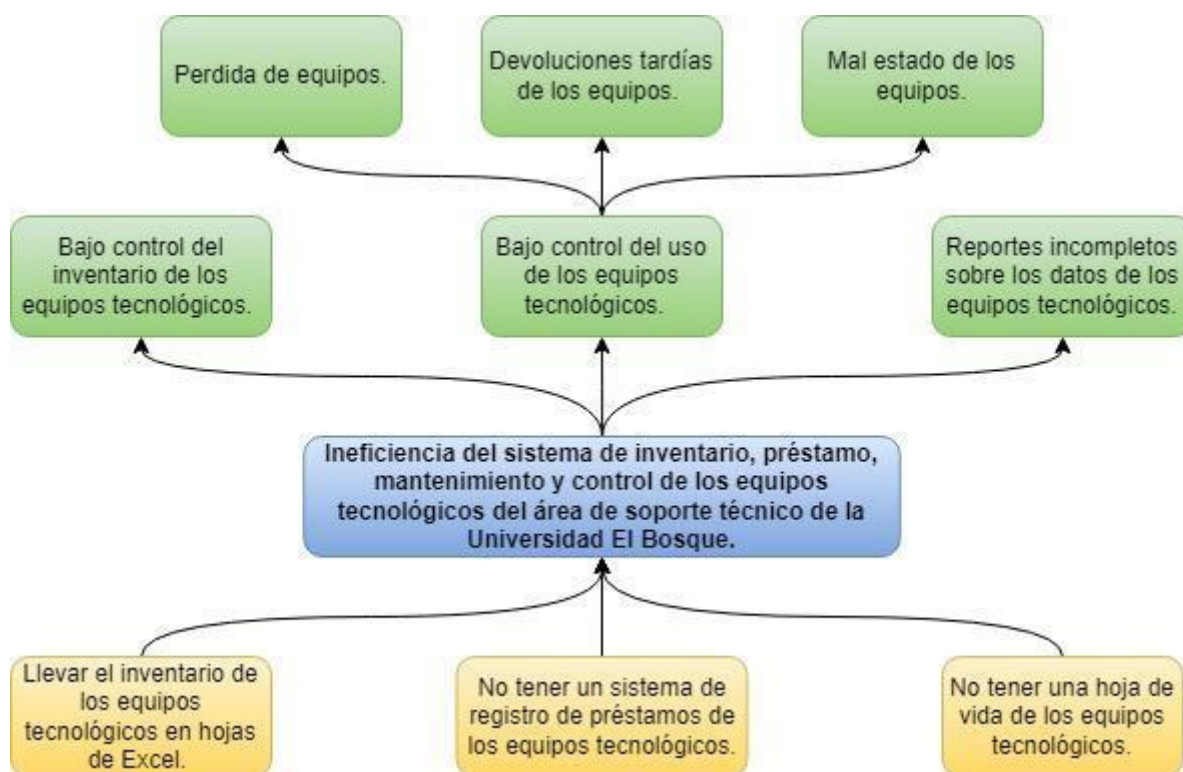 Perdida de equipos.
Devoluciones tardías
de los equipos.
Mal estado de los
equipos.
Bajo control del
inventario de los
equipos tecnológicos.
Bajo control del uso
de los equipos
tecnológicos.
Reportes incompletos
sobre los datos de los
equipos tecnológicos.
Ineficiencia del sistema de inventario, préstamo,
mantenimiento y control de los equipos
tecnológicos del área de soporte técnico de la
Universidad El Bosque.
Llevar el inventario de
los equipos
tecnológicos en hojas
de Excel.
No tener un sistema de
registro de préstamos de
los equipos tecnológicos.
No tener una hoja de
vida de los equipos
tecnológicos.